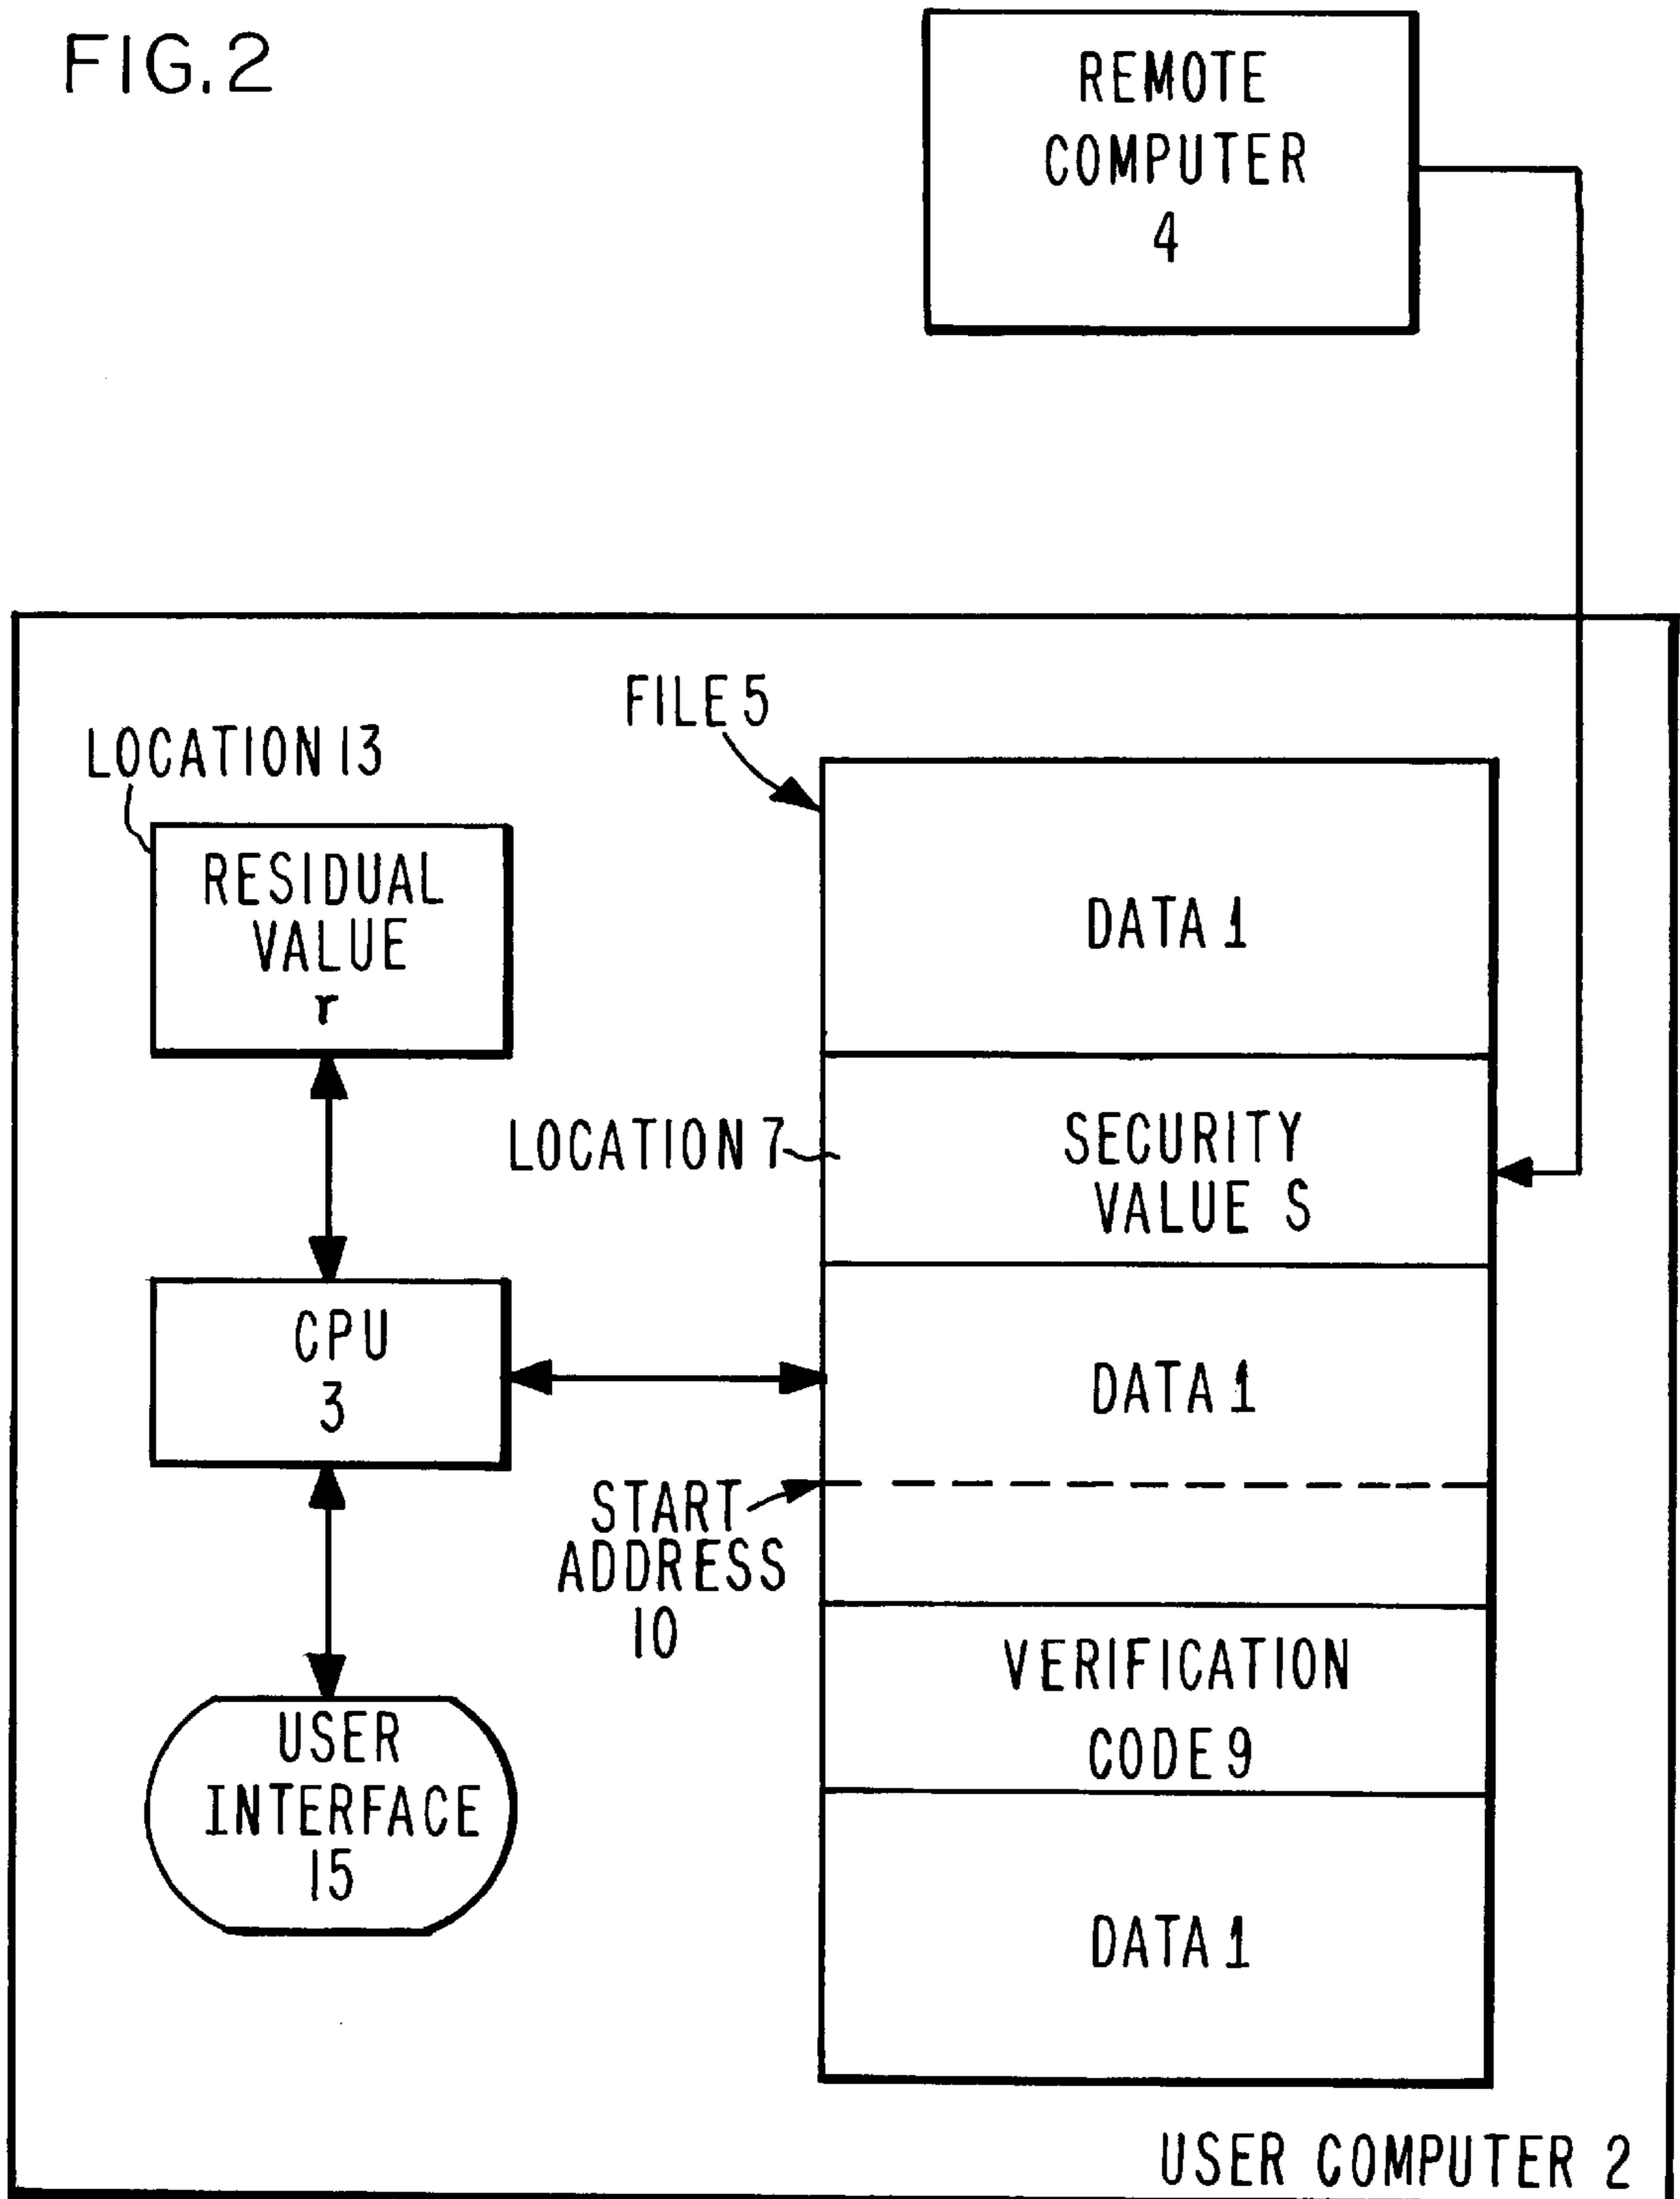 FIG.2
REMOTE
COMPUTER
4
FILE 5
LOCATION 13
RESIDUAL
VALUE
r
DATA 1
LOCATION 7
SECURITY
VALUE S
CPU
3
DATA 1
START
ADDRESS
10
VERIFICATION
CODE 9
USER
INTERFACE
15
DATA 1
USER COMPUTER 2